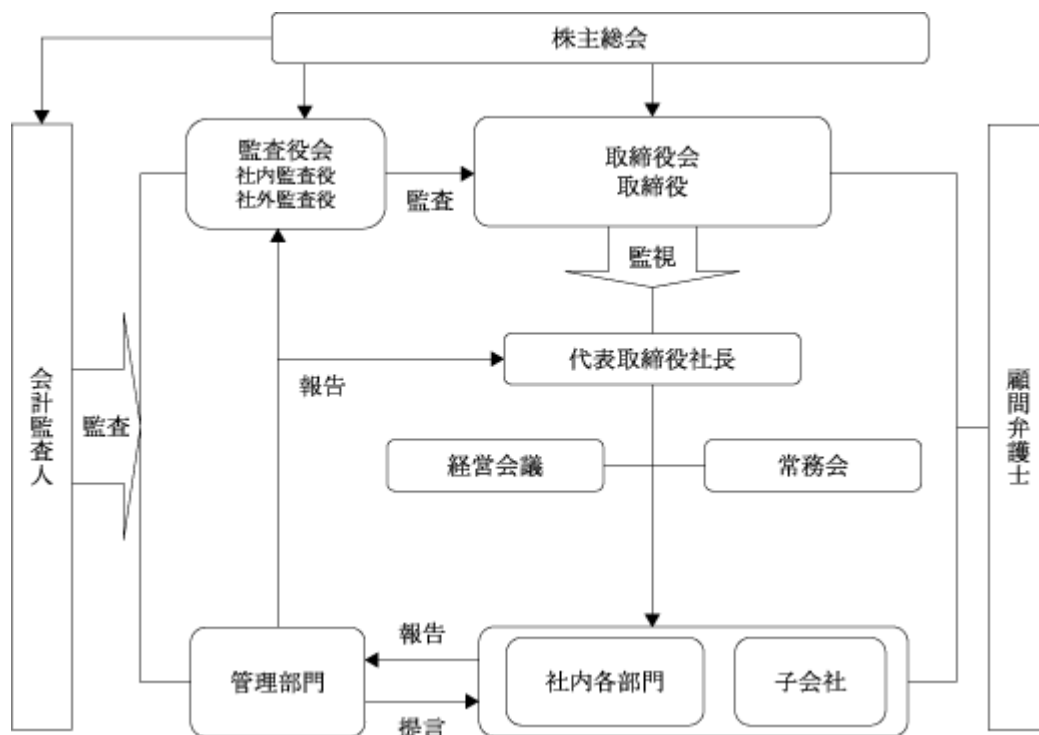 株主総会
監査役会
社内監査役
社外監査役
監査
取締役会
取締役
監視
代表取締役社長
報告
会計監査人
監査
顧問弁護士
経営会議
常務会
報告
管理部門
社内各部門
子会社
提言